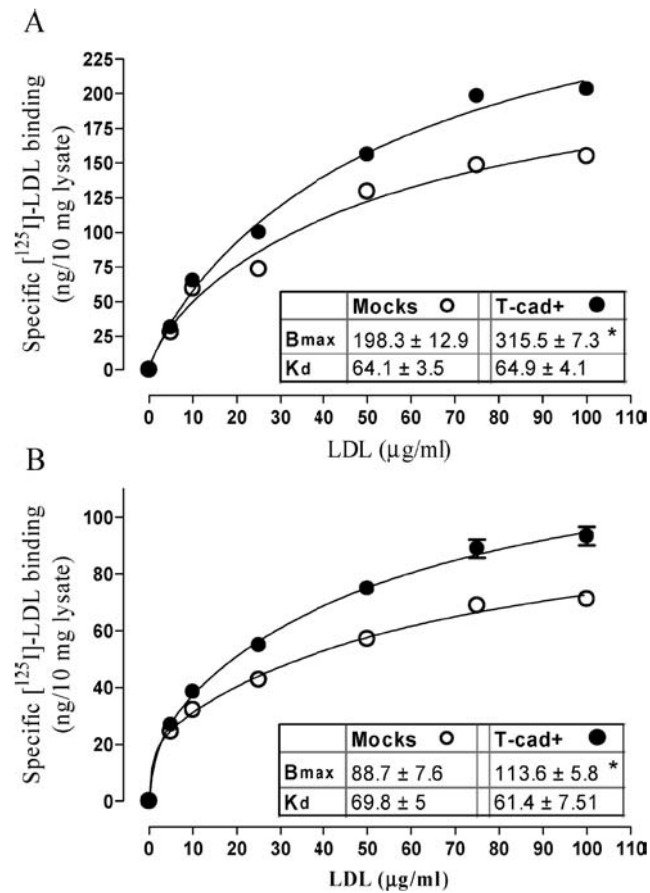 A
Specific [125I]-LDL binding
(ng/10 mg lysate)
225
200
175
150
125
100
75
50
25
0
Mocks ○ T-cad+ ●
Bmax 198.3 ± 12.9 315.5 ± 7.3 *
Kd 64.1 ± 3.5 64.9 ± 4.1
0 10 20 30 40 50 60 70 80 90 100 110
LDL (μg/ml)
B
Specific [125I]-LDL binding
(ng/10 mg lysate)
100
80
60
40
20
0
Mocks ○ T-cad+ ●
Bmax 88.7 ± 7.6 113.6 ± 5.8 *
Kd 69.8 ± 5 61.4 ± 7.51
0 10 20 30 40 50 60 70 80 90 100 110
LDL (μg/ml)